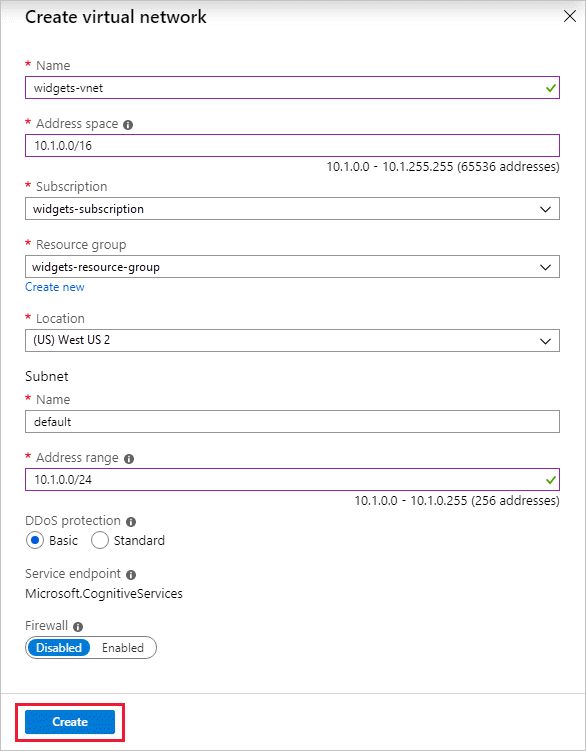 Create virtual network
* Name
widgets-vnet
* Address space
10.1.0.0/16
10.1.0.0 - 10.1.255.255 (65536 addresses)
* Subscription
widgets-subscription
* Resource group
widgets-resource-group
Create new
* Location
(US) West US 2
Subnet
* Name
default
* Address range
10.1.0.0/24
10.1.0.0 - 10.1.0.255 (256 addresses)
DDoS protection
Basic Standard
Service endpoint
Microsoft.CognitiveServices
Firewall
Disabled Enabled
Create